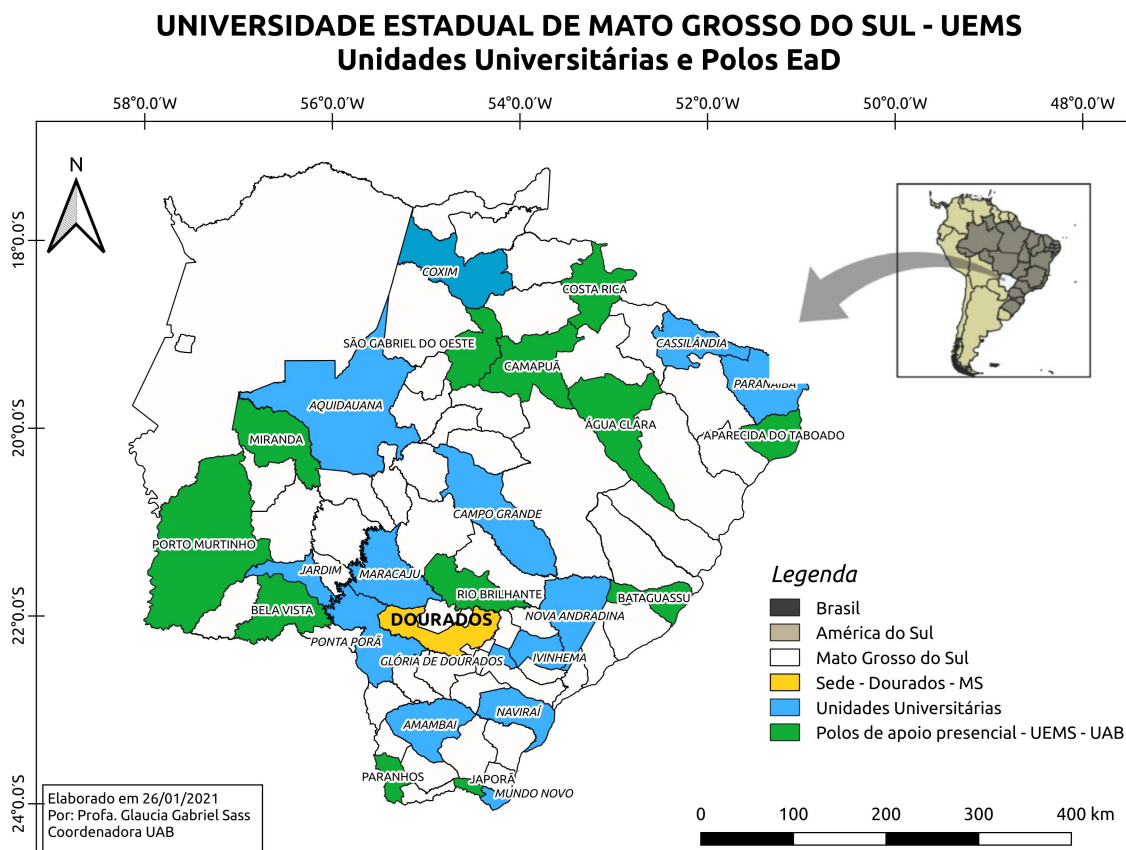 UNIVERSIDADE ESTADUAL DE MATO GROSSO DO SUL - UEMS
Unidades Universitárias e Polos EaD
58°0.0'W
56°0.0'W
54°0.0'W
52°0.0'W
50°0.0'W
48°0.0'W
N
18°0.0'S
20°0.0'S
22°0.0'S
24°0.0'S
COXIM
COSTA RICA
SÃO GABRIEL DO OESTE
CASSILÂNDIA
CAMAPUÃ
PARANAÍBA
AQUIDAUANA
ÁGUA CLARA
APARECIDA DO TABOADO
MIRANDA
CAMPO GRANDE
PORTO MURTINHO
JARDIM
MARACAJU
RIO BRILHANTE
BATAGUASSU
BELA VISTA
NOVA ANDRADINA
DOURADOS
PONTA PORÃ
GLÓRIA DE DOURADOS
IVINHEMA
NAVIRAÍ
AMAMBAI
PARANHOS
JAPORÃ
MUNDO NOVO
Legenda
Brasil
América do Sul
Mato Grosso do Sul
Sede - Dourados - MS
Unidades Universitárias
Polos de apoio presencial - UEMS - UAB
Elaborado em 26/01/2021
Por: Profa. Glaucia Gabriel Sass
Coordenadora UAB
0 100 200 300 400 km